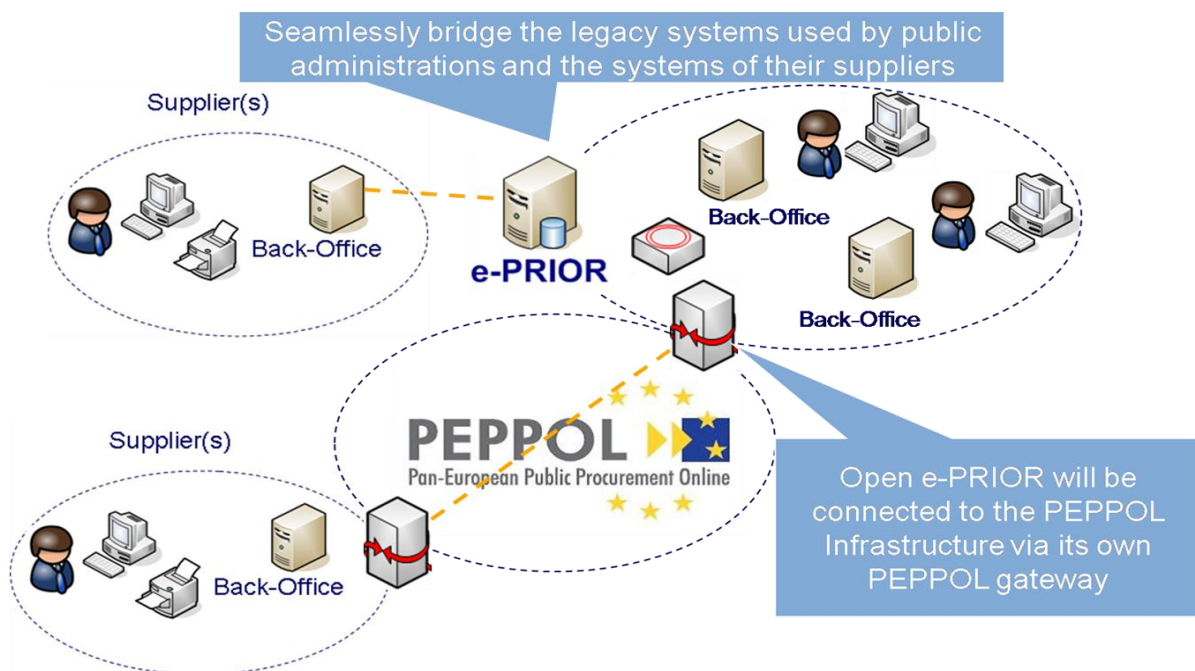 Seamlessly bridge the legacy systems used by public
administrations and the systems of their suppliers
Supplier(s)
Back-Office
e-PRIOR
Back-Office
Back-Office
PEPPOL
Pan-European Public Procurement Online
Supplier(s)
Back-Office
Open e-PRIOR will be
connected to the PEPPOL
Infrastructure via its own
PEPPOL gateway